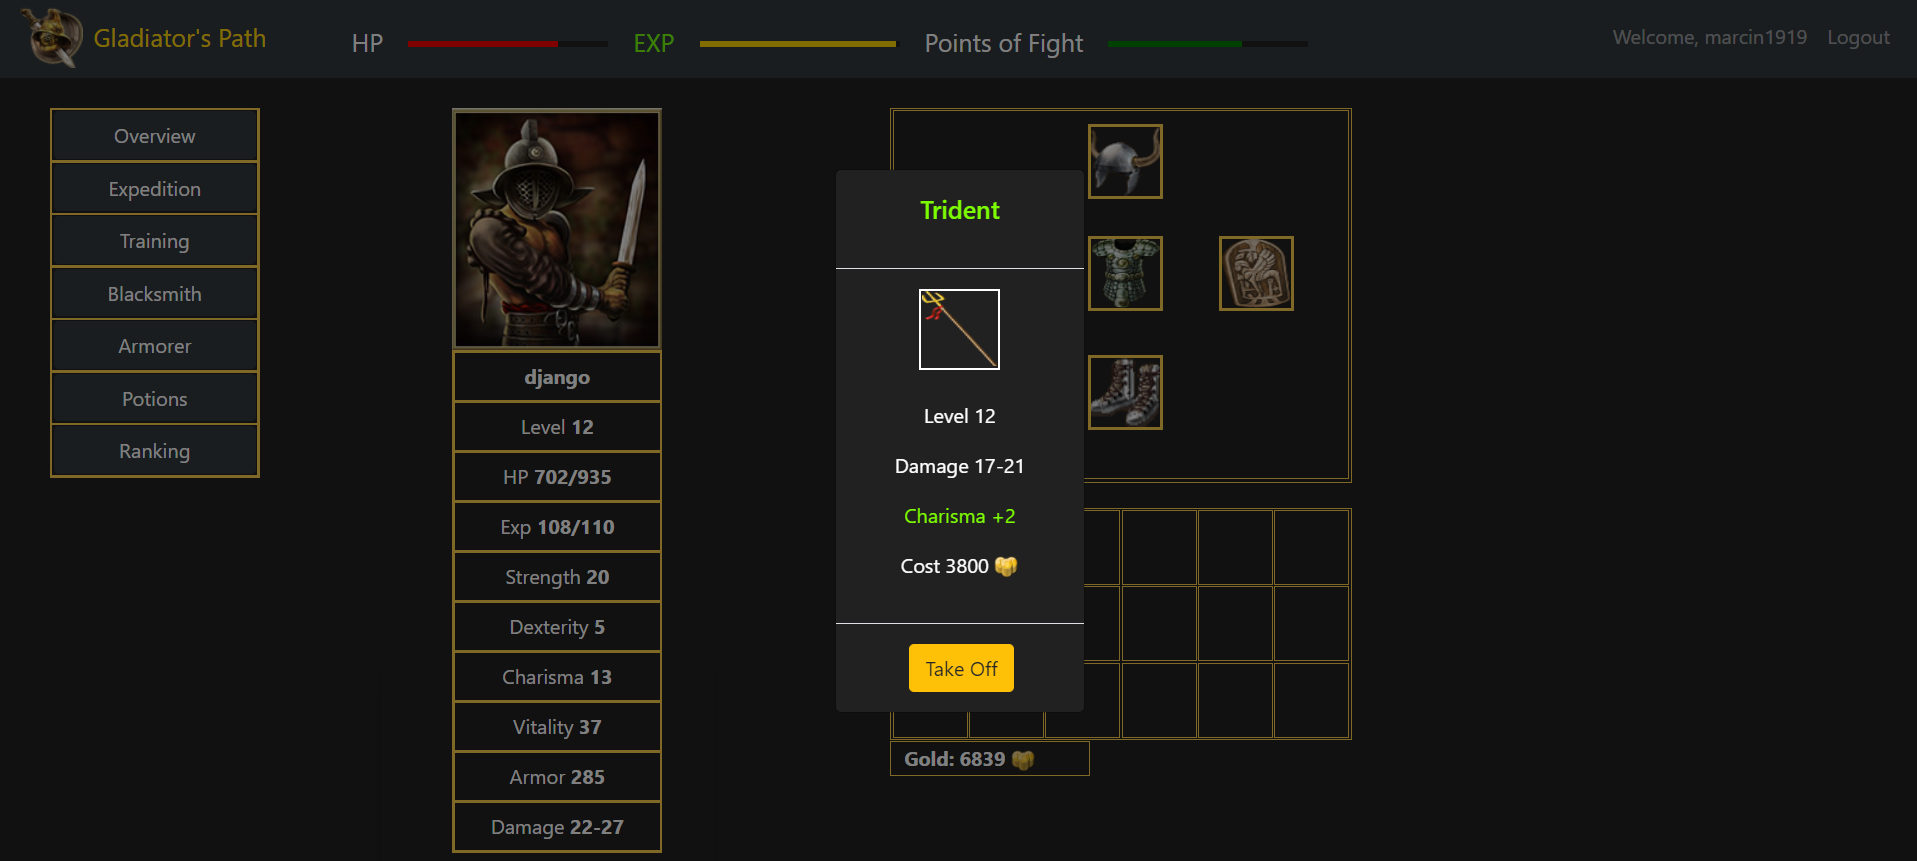 Gladiator's Path
HP
EXP
Points of Fight
Welcome, marcin1919
Logout
Overview
Expedition
Training
Blacksmith
Armorer
Potions
Ranking
django
Level 12
HP 702/935
Exp 108/110
Strength 20
Dexterity 5
Charisma 13
Vitality 37
Armor 285
Damage 22-27
Trident
Level 12
Damage 17-21
Charisma +2
Cost 3800
Take Off
Gold: 6839